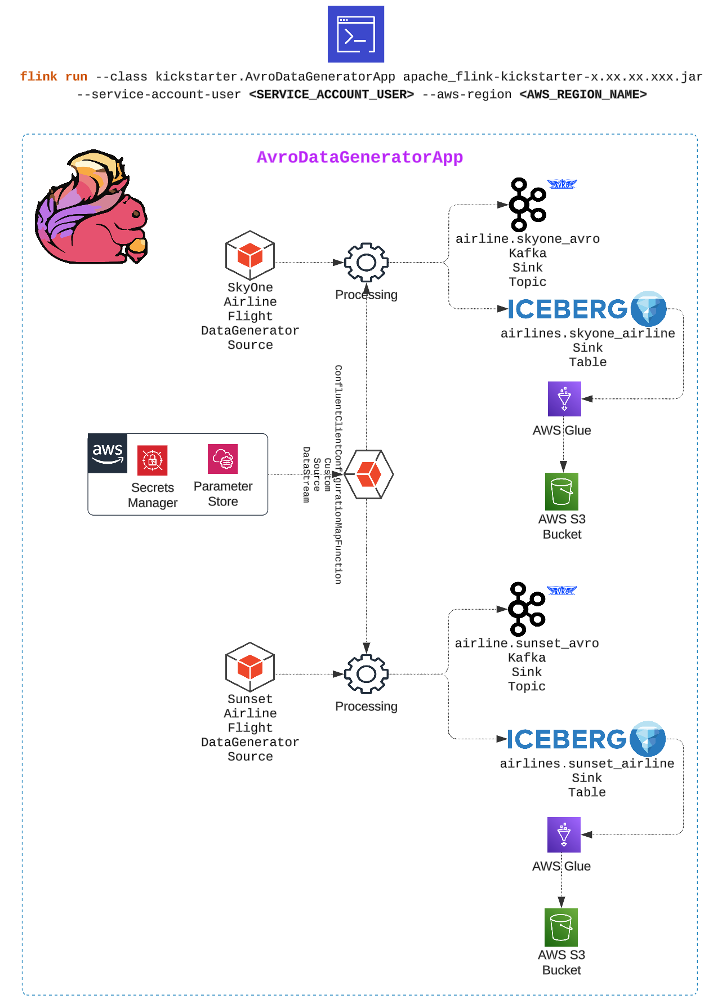 flink run --class kickstarter.AvroDataGeneratorApp apache_flink-kickstarter-x.xx.xx.xxx.jar
--service-account-user <SERVICE_ACCOUNT_USER> --aws-region <AWS_REGION_NAME>
AvroDataGeneratorApp
airline.skyone_avro
Kafka
Sink
Topic
SkyOne
Airline
Flight
DataGenerator
Source
Processing
ICEBERG
airlines.skyone_airline
Sink
Table
AWS Glue
AWS S3
Bucket
aws
Secrets
Manager
Parameter
Store
ConfluentClientConfigurationMapFunction
Custom
Source
DataStream
airline.sunset_avro
Kafka
Sink
Topic
Sunset
Airline
Flight
DataGenerator
Source
Processing
ICEBERG
airlines.sunset_airline
Sink
Table
AWS Glue
AWS S3
Bucket